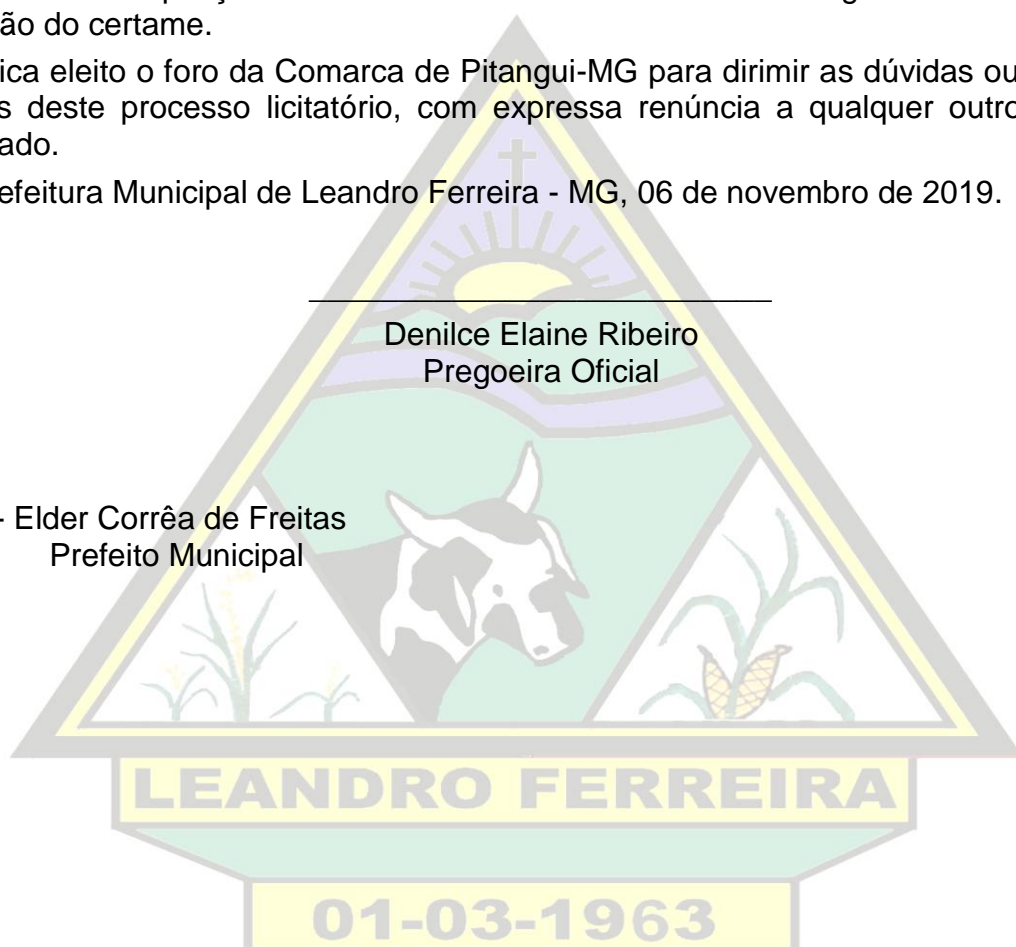 ão do certame.
ica eleito o foro da Comarca de Pitangui-MG para dirimir as dúvidas ou
s deste processo licitatório, com expressa renúncia a qualquer outro
ado.
efeitura Municipal de Leandro Ferreira - MG, 06 de novembro de 2019.
Denilce Elaine Ribeiro
Pregoeira Oficial
- Elder Corrêa de Freitas
Prefeito Municipal
LEANDRO FERREIRA
01-03-1963